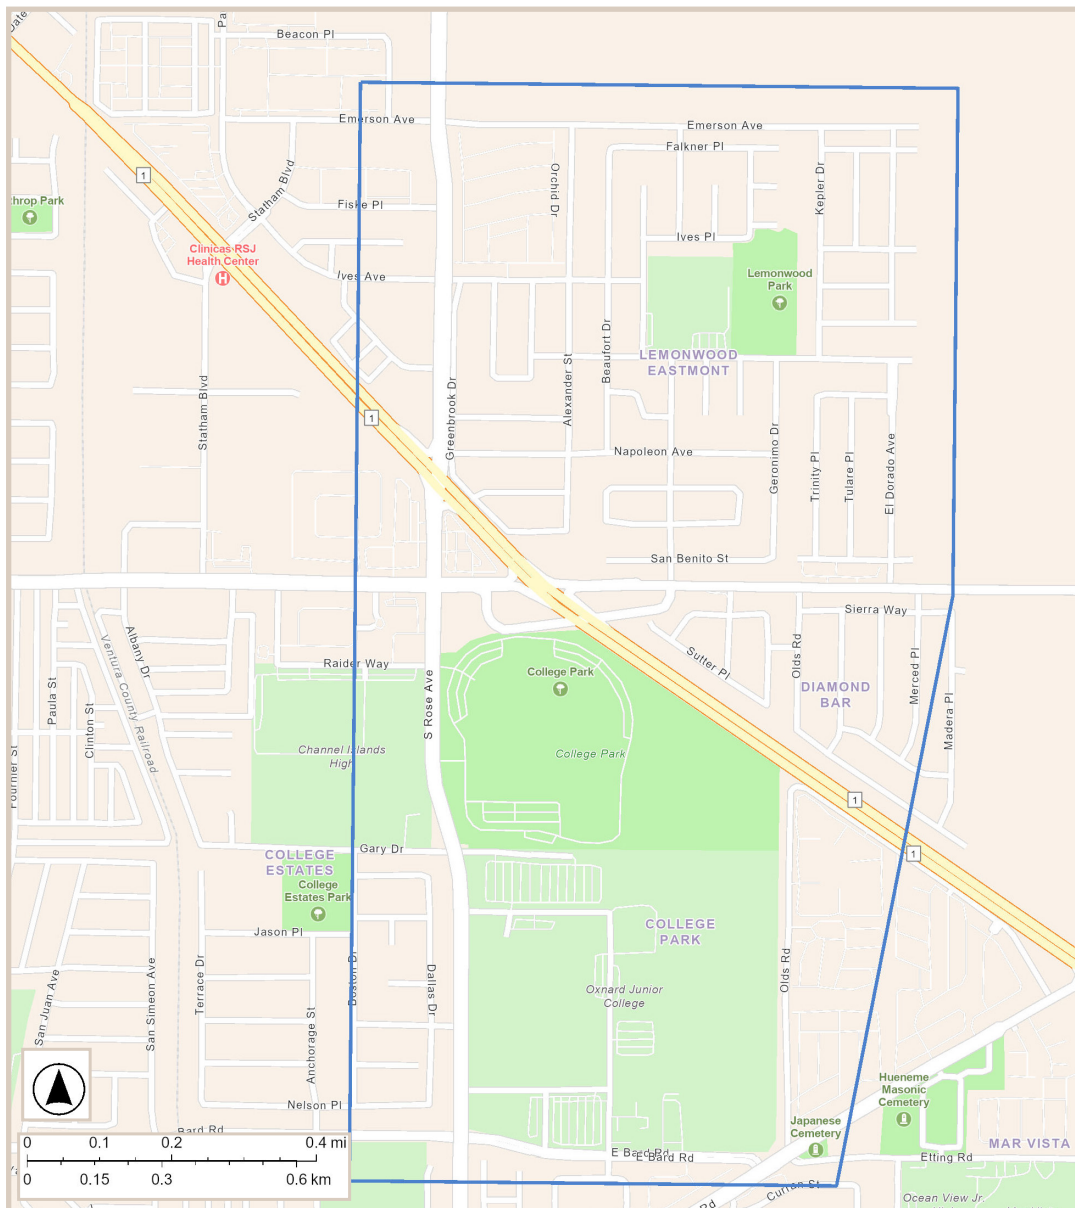 Date
Pa
Beacon Pl
Emerson Ave
Emerson Ave
Falkner Pl
Orchid Dr
Kepler Dr
1
Statham Blvd
throp Park
Fiske Pl
Ives Pl
Clinicas RSJ
Health Center
H
Ives Ave
Lemonwood
Park
Beaufort Dr
LEMONWOOD
EASTMONT
Alexander St
Greenbrook Dr
Statham Blvd
1
Geronimo Dr
Trinity Pl
Tulare Pl
El Dorado Ave
Napoleon Ave
San Benito St
Sierra Way
Albany Dr
Ventura County Railroad
Paula St
Clinton St
Fournier St
Raider Way
S Rose Ave
College Park
Sutter Pl
Olds Rd
Merced Pl
Madera Pl
DIAMOND
BAR
Channel Islands
High
College Park
1
1
Gary Dr
COLLEGE
ESTATES
College
Estates Park
COLLEGE
PARK
Jason Pl
Terrace Dr
San Juan Ave
San Simeon Ave
Anchorage St
Boston Dr
Dallas Dr
Oxnard Junior
College
Olds Rd
Nelson Pl
Hueneme
Masonic
Cemetery
Japanese
Cemetery
MAR VISTA
Bard Rd
E Bard Rd
E Bard Rd
Etting Rd
Curran St
Rd
Ocean View Jr.
0 0.1 0.2 0.4 mi
0 0.15 0.3 0.6 km